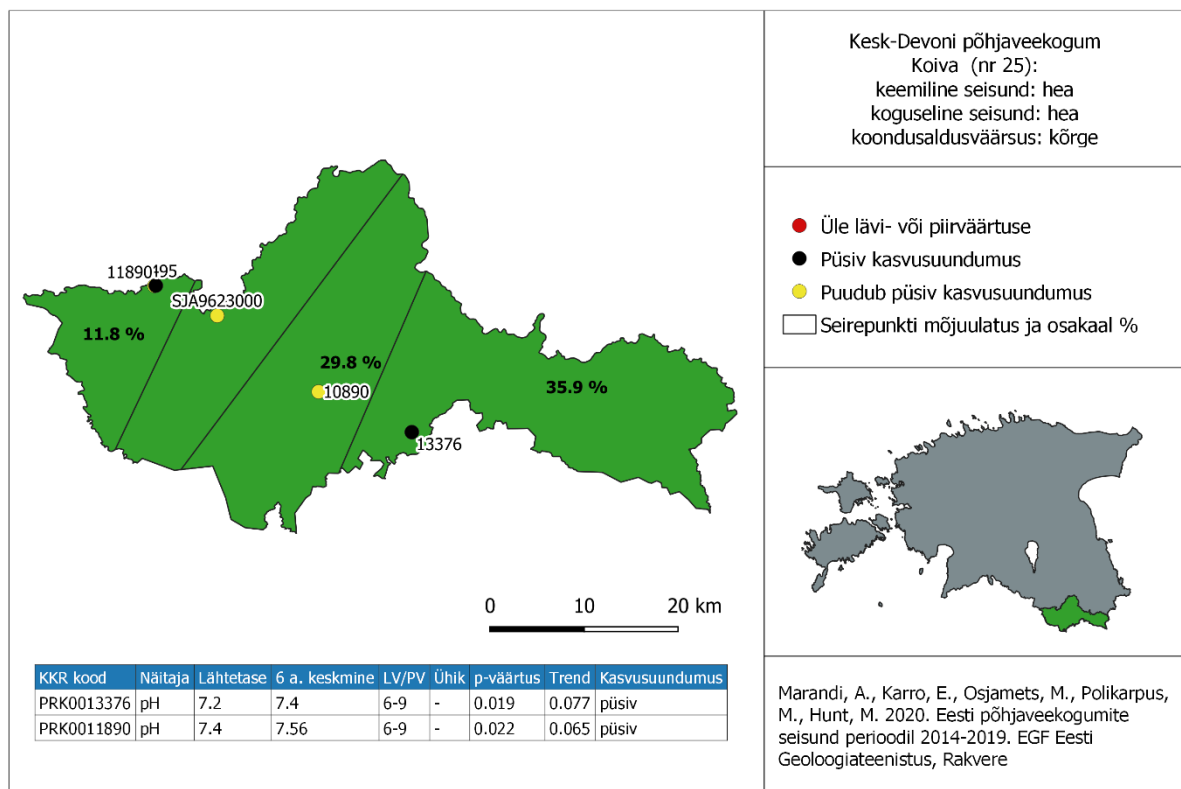 Kesk-Devoni põhjaveekogum
Koiva (nr 25):
keemiline seisund: hea
koguseline seisund: hea
koondusaldusväärsus: kõrge
Üle lävi- või piirväärtuse
Püsiv kasvusuundumus
Puudub püsiv kasvusuundumus
Seirepunkti mõjuulatus ja osakaal %
11890
SJA9623000
11.8 %
29.8 %
10890
35.9 %
13376
0 10 20 km
KKR kood Näitaja Lähtetase 6 a. keskmine LV/PV Ühik p-väärtus Trend Kasvusuundumus
PRK0013376 pH 7.2 7.4 6-9 - 0.019 0.077 püsiv
PRK0011890 pH 7.4 7.56 6-9 - 0.022 0.065 püsiv
Marandi, A., Karro, E., Osjamets, M., Polikarpus,
M., Hunt, M. 2020. Eesti põhjaveekogumite
seisund perioodil 2014-2019. EGF Eesti
Geoloogiateenistus, Rakvere